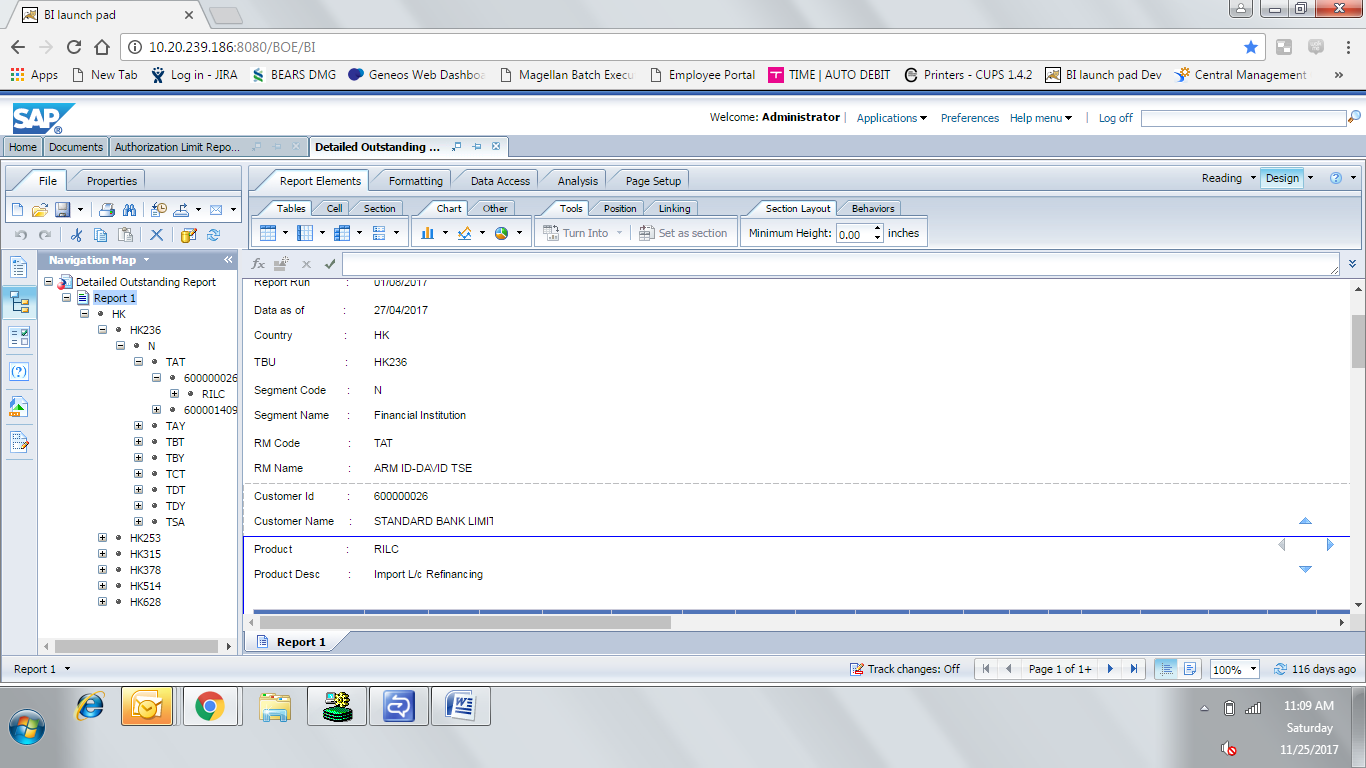 BI launch pad
10.20.239.186:8080/BOE/BI
Apps New Tab Log in - JIRA BEARS DMG Geneos Web Dashboa Magellan Batch Execu Employee Portal TIME | AUTO DEBIT Printers - CUPS 1.4.2 BI launch pad Dev Central Management »
SAP® Welcome: Administrator | Applications Preferences Help menu | Log off
Home Documents Authorization Limit Repo... Detailed Outstanding ...
File Properties Report Elements Formatting Data Access Analysis Page Setup Reading Design
Tables Cell Section Chart Other Tools Position Linking Section Layout Behaviors
Turn Into Set as section Minimum Height: 0.00 inches
Navigation Map «
Detailed Outstanding Report
Report 1
HK
HK236
N
TAT
600000026
RILC
600001409
TAY
TBT
TBY
TCT
TDT
TDY
TSA
HK253
HK315
HK378
HK514
HK628
Report Run : 01/08/2017
Data as of : 27/04/2017
Country : HK
TBU : HK236
Segment Code : N
Segment Name : Financial Institution
RM Code : TAT
RM Name : ARM ID-DAVID TSE
Customer Id : 600000026
Customer Name : STANDARD BANK LIMIT
Product : RILC
Product Desc : Import L/c Refinancing
Report 1
Report 1 Track changes: Off Page 1 of 1+ 100% 116 days ago
11:09 AM
Saturday
11/25/2017